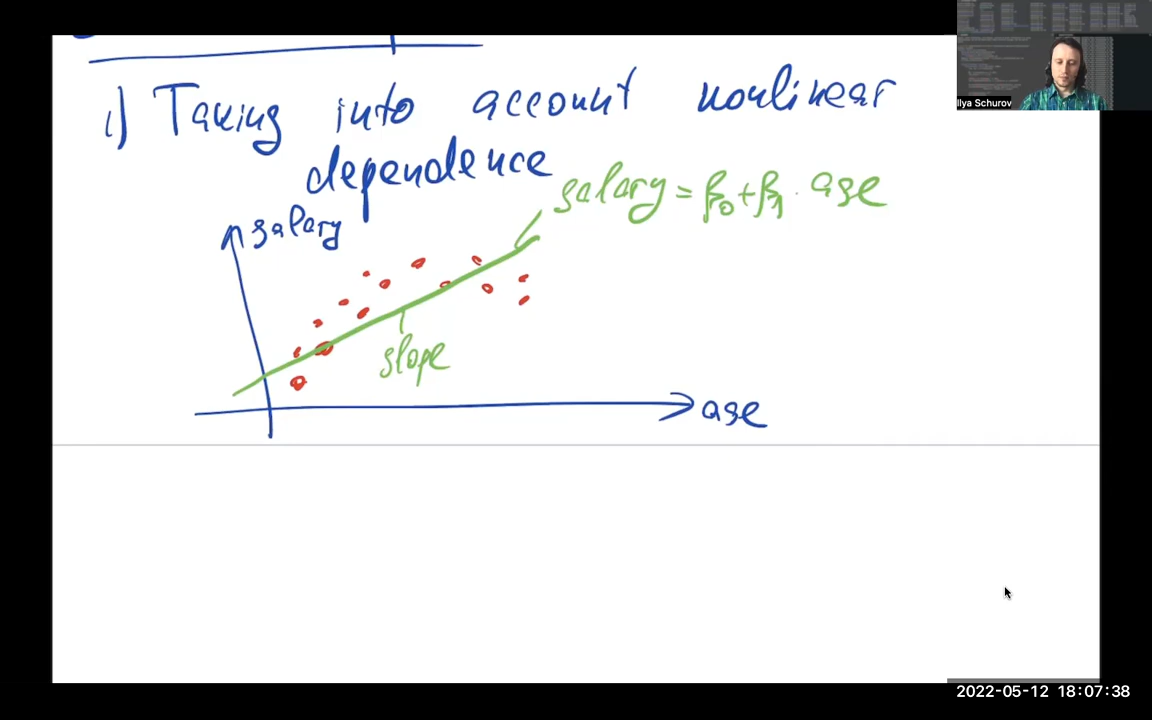 Ilya Schurov
1) Taking into account nonlinear
dependence
salary = β₀+β₁ · age
salary
slope
age
2022-05-12 18:07:38